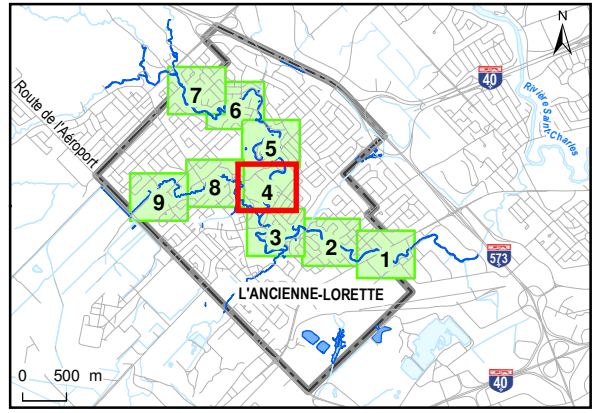 N
40
Rivière Saint-Charles
Route de l'Aéroport
7
6
5
4
8
9
3
2
1
573
L'ANCIENNE-LORETTE
0 500 m
40